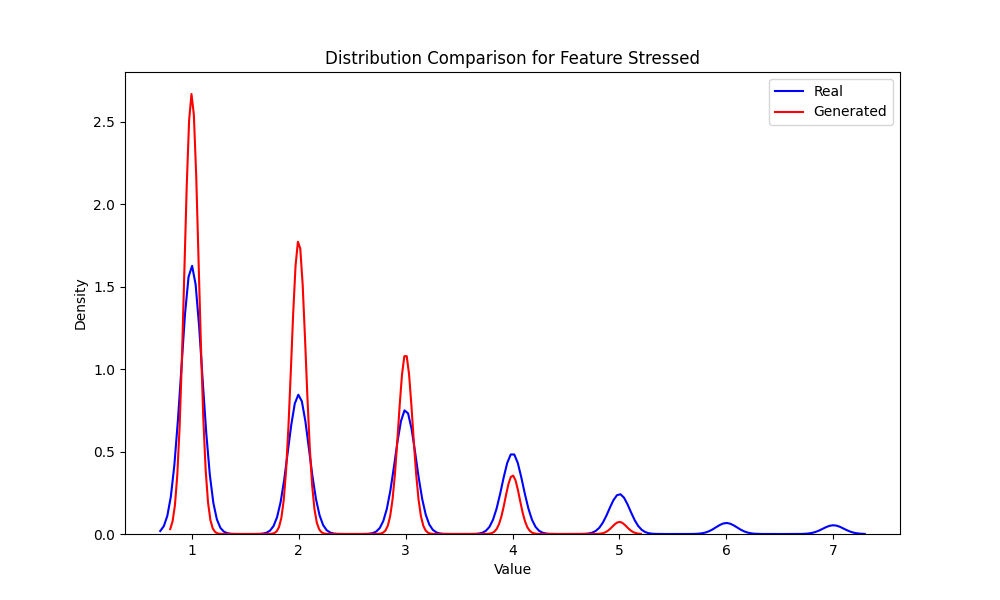 Distribution Comparison for Feature Stressed
Real
Generated
Density
2.5
2.0
1.5
1.0
0.5
0.0
1 2 3 4 5 6 7
Value